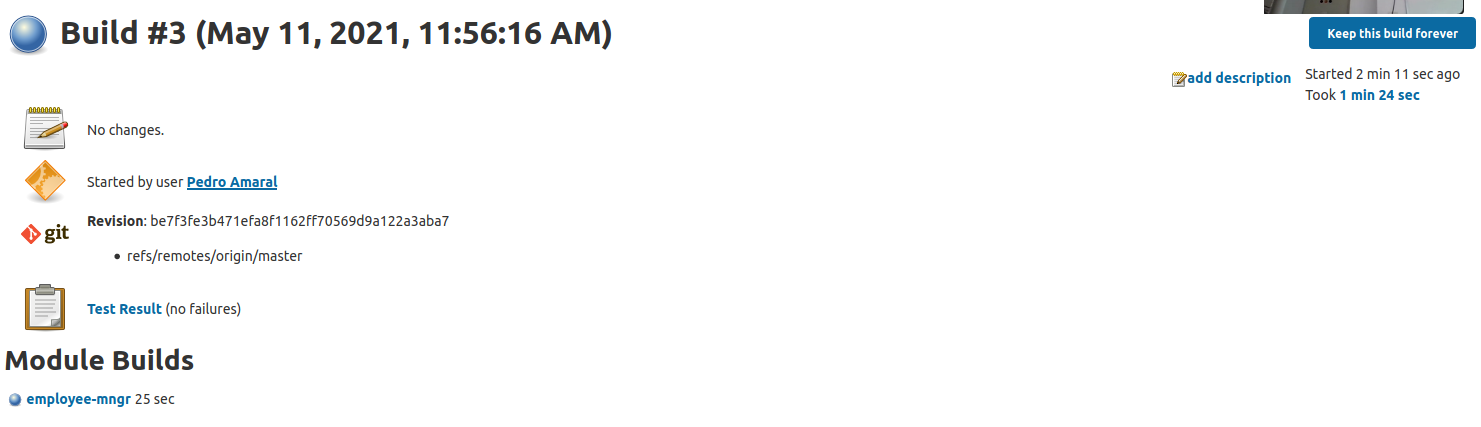 Build #3 (May 11, 2021, 11:56:16 AM)
Keep this build forever
add description
Started 2 min 11 sec ago
Took 1 min 24 sec
No changes.
Started by user Pedro Amaral
git
Revision: be7f3fe3b471efa8f1162ff70569d9a122a3aba7
• refs/remotes/origin/master
Test Result (no failures)
Module Builds
employee-mngr 25 sec